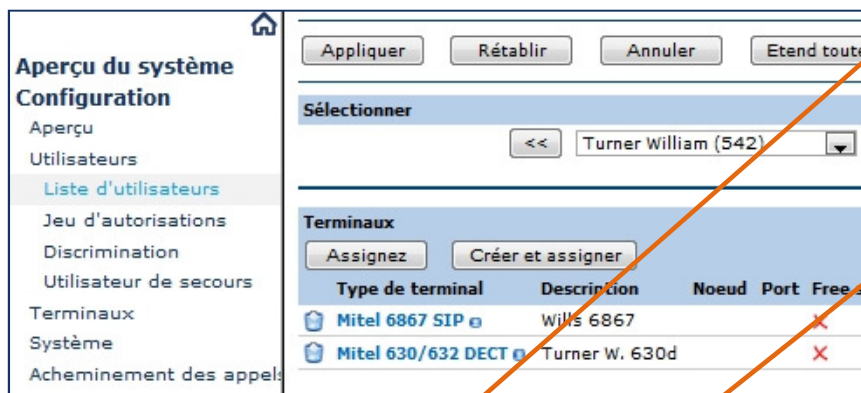 Aperçu du système
Configuration
Aperçu
Utilisateurs
Liste d'utilisateurs
Jeu d'autorisations
Discrimination
Utilisateur de secours
Terminaux
Système
Acheminement des appels
Appliquer Rétablir Annuler Etend toute
Sélectionner
<< Turner William (542)
Terminaux
Assignez Créer et assigner
Type de terminal Description Noeud Port Free
Mitel 6867 SIP Wills 6867
Mitel 630/632 DECT Turner W. 630d